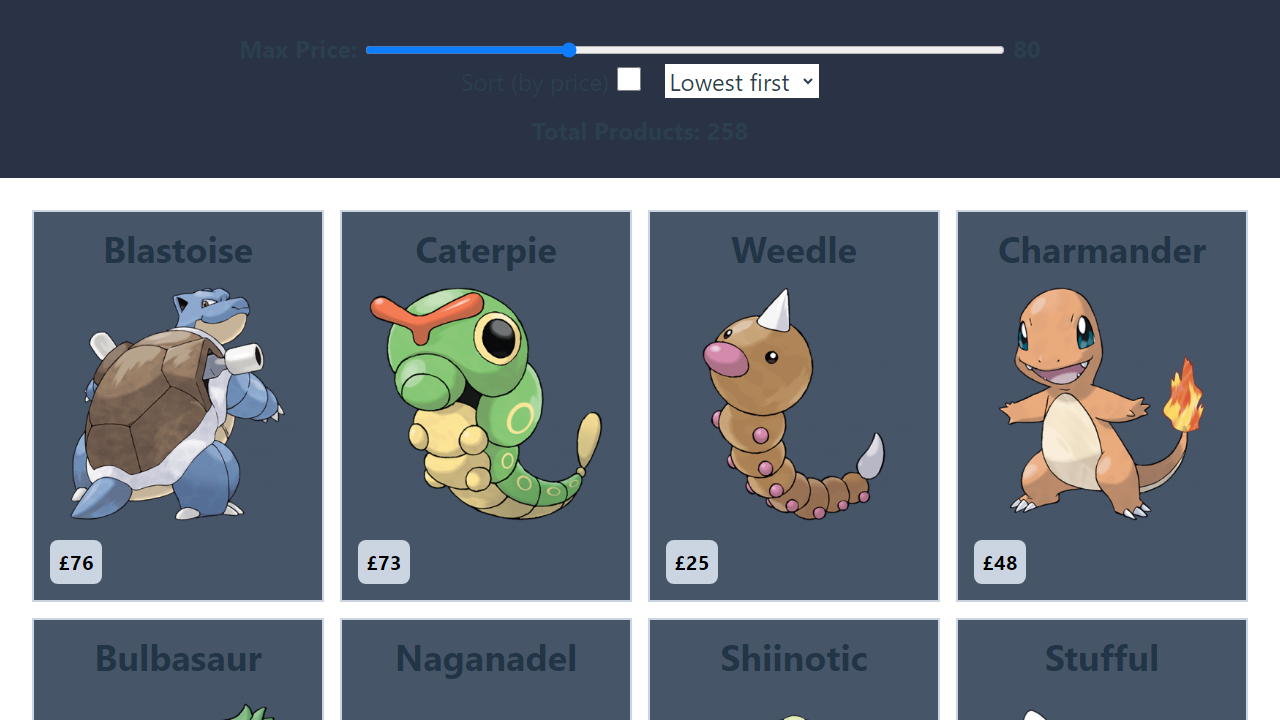 Max Price: 80
Sort (by price) Lowest first
Total Products: 258
Blastoise Caterpie Weedle Charmander
£76 £73 £25 £48
Bulbasaur Naganadel Shiinotic Stufful